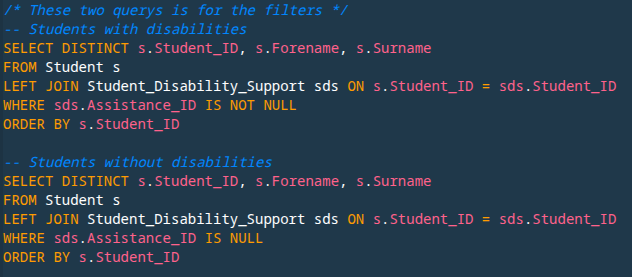 /* These two querys is for the filters */
-- Students with disabilities
SELECT DISTINCT s.Student_ID, s.Forename, s.Surname
FROM Student s
LEFT JOIN Student_Disability_Support sds ON s.Student_ID = sds.Student_ID
WHERE sds.Assistance_ID IS NOT NULL
ORDER BY s.Student_ID

-- Students without disabilities
SELECT DISTINCT s.Student_ID, s.Forename, s.Surname
FROM Student s
LEFT JOIN Student_Disability_Support sds ON s.Student_ID = sds.Student_ID
WHERE sds.Assistance_ID IS NULL
ORDER BY s.Student_ID